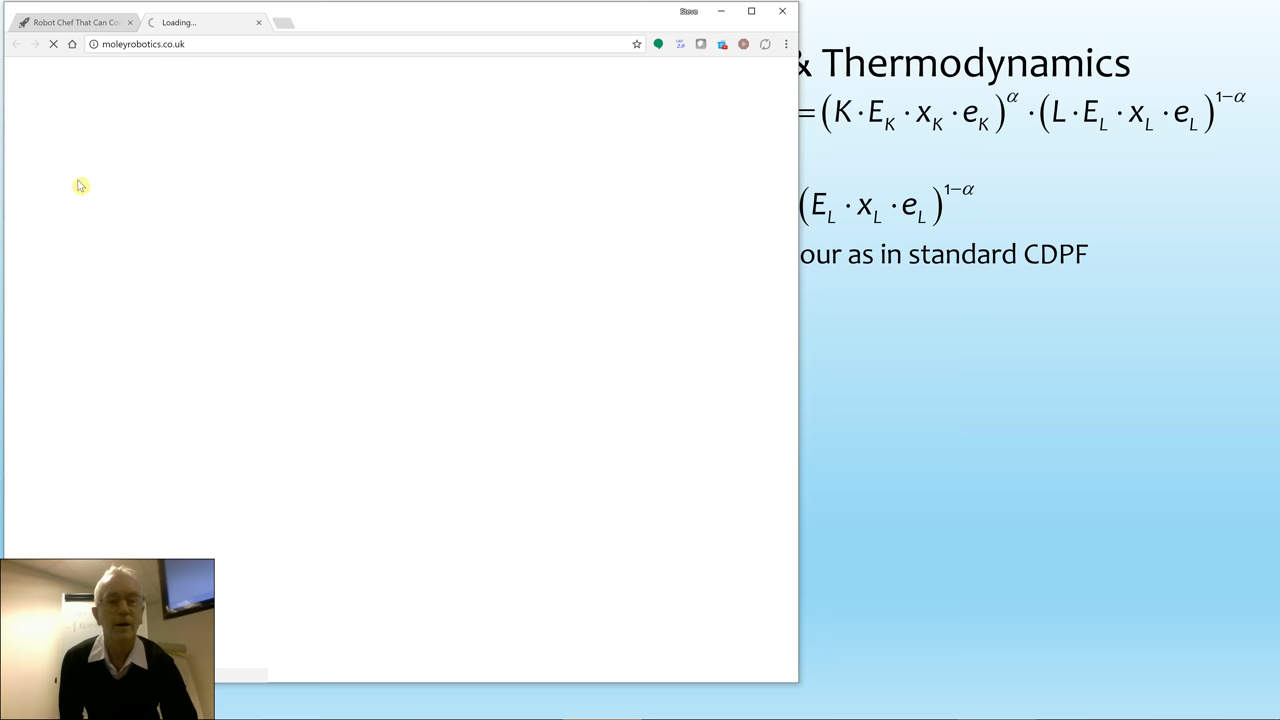 Steve
Robot Chef That Can Co
Loading...
moleyrobotics.co.uk
& Thermodynamics
=(K·E_K·x_K·e_K)^α·(L·E_L·x_L·e_L)^1−α
(E_L·x_L·e_L)^1−α
our as in standard CDPF